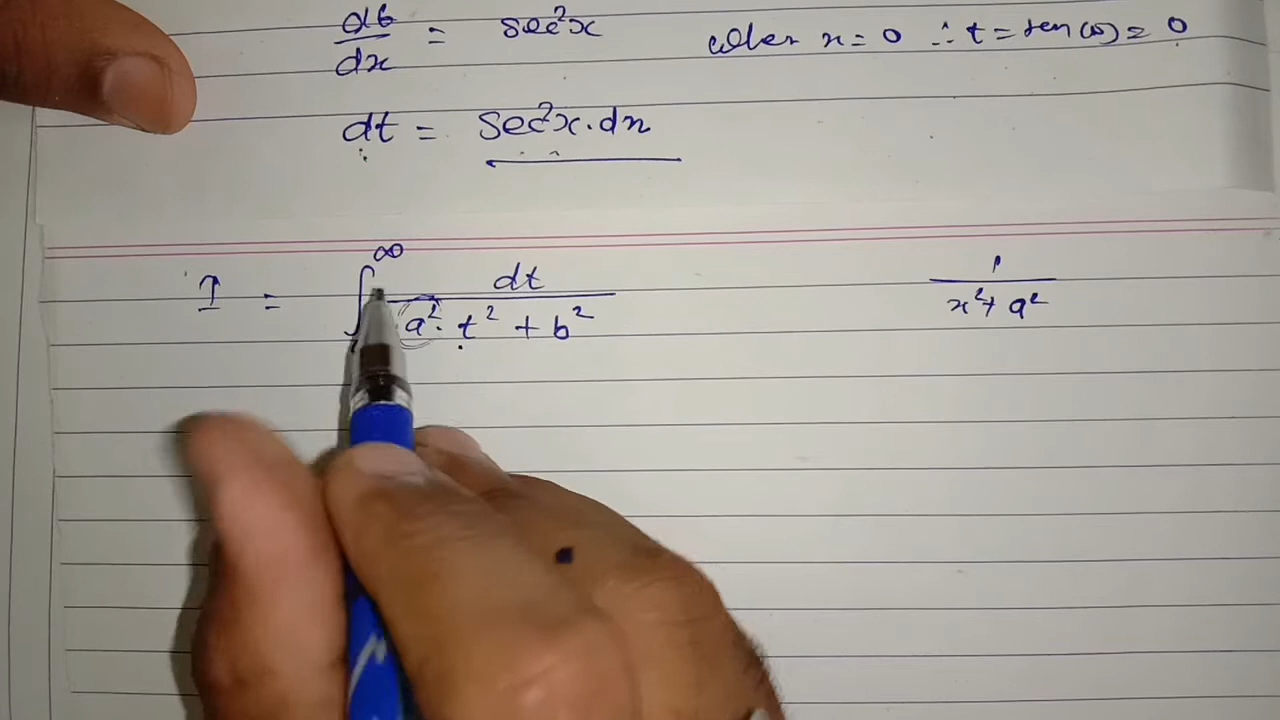 dt/dx = sec²x when x = 0 ∴ t = tan(0) = 0
dt = sec²x.dx
I = ∫^∞ dt / a². t² + b²
1 / x² + a²